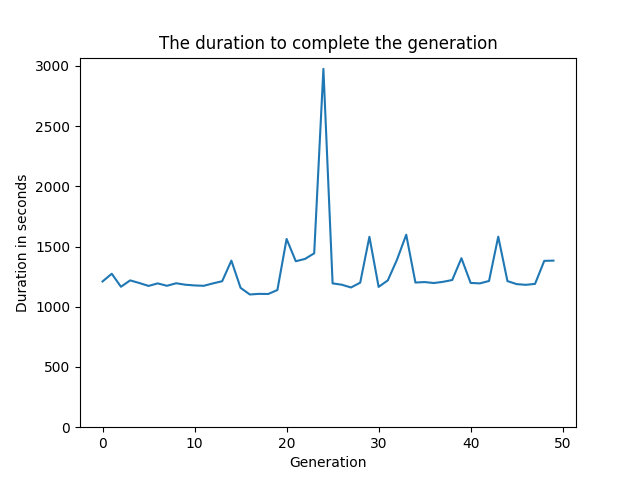 The duration to complete the generation
3000
2500
2000
1500
1000
500
0
Duration in seconds
0 10 20 30 40 50
Generation